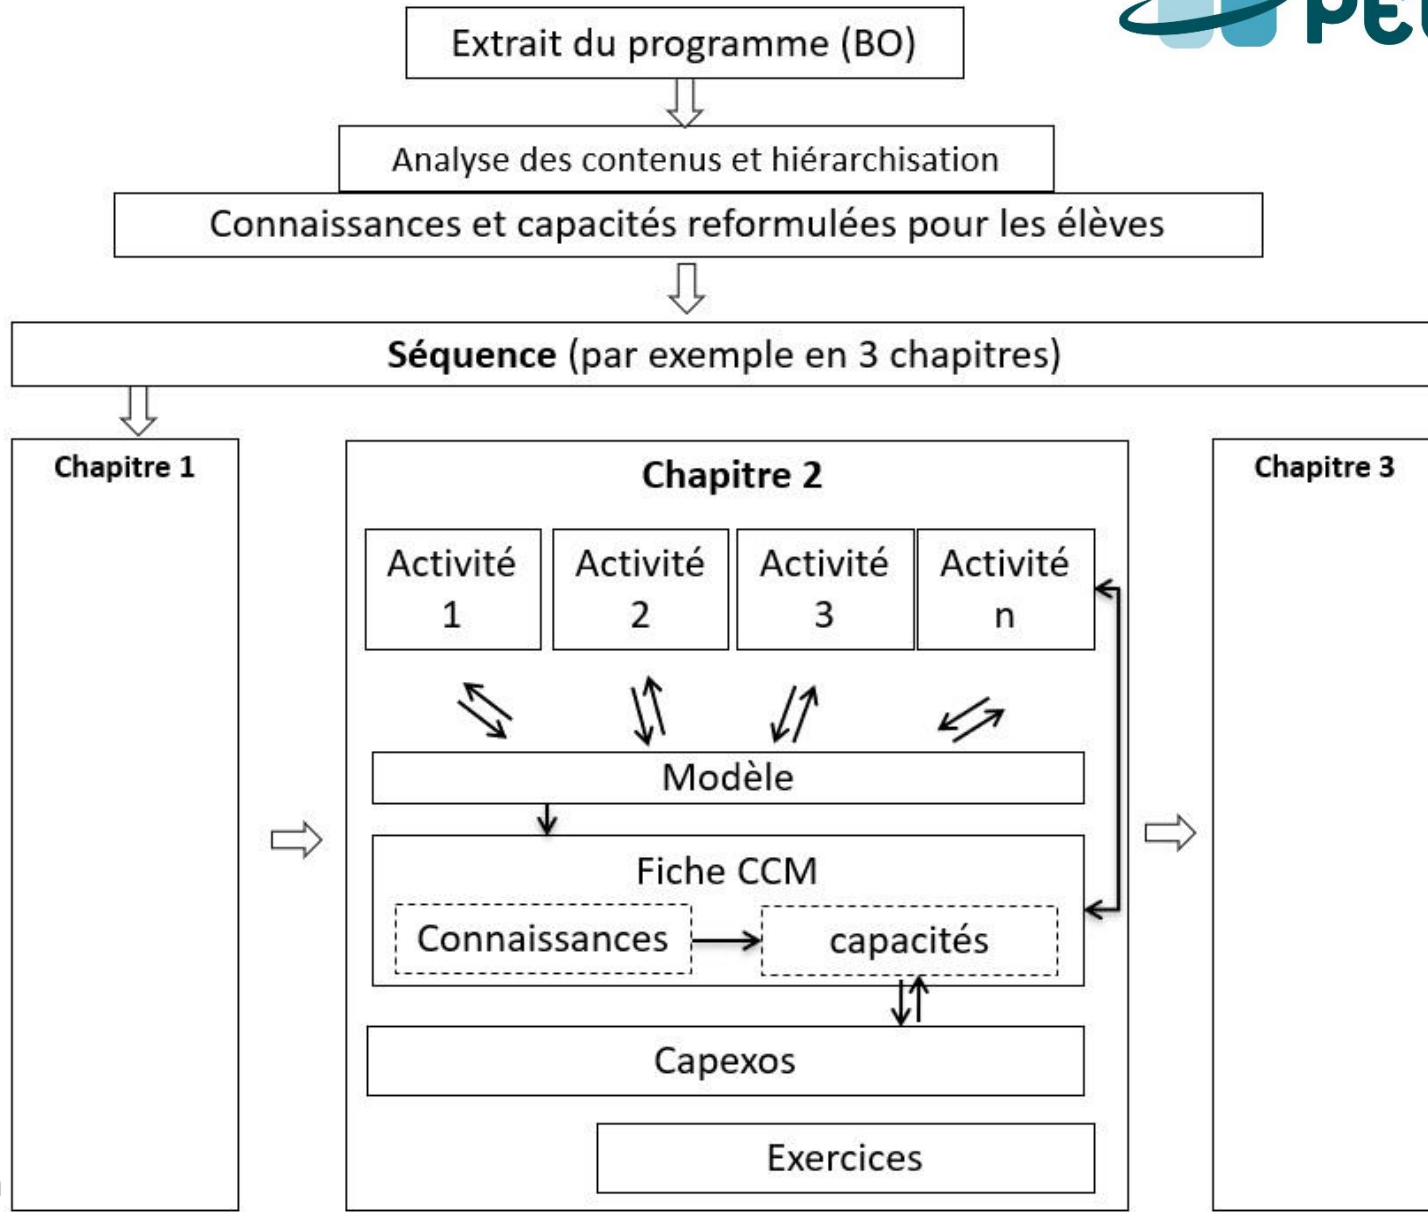 Extrait du programme (BO)
Analyse des contenus et hiérarchisation
Connaissances et capacités reformulées pour les élèves
Séquence (par exemple en 3 chapitres)
Chapitre 1
Chapitre 2
Chapitre 3
Activité
1
Activité
2
Activité
3
Activité
n
Modèle
Fiche CCM
Connaissances
capacités
Capexos
Exercices